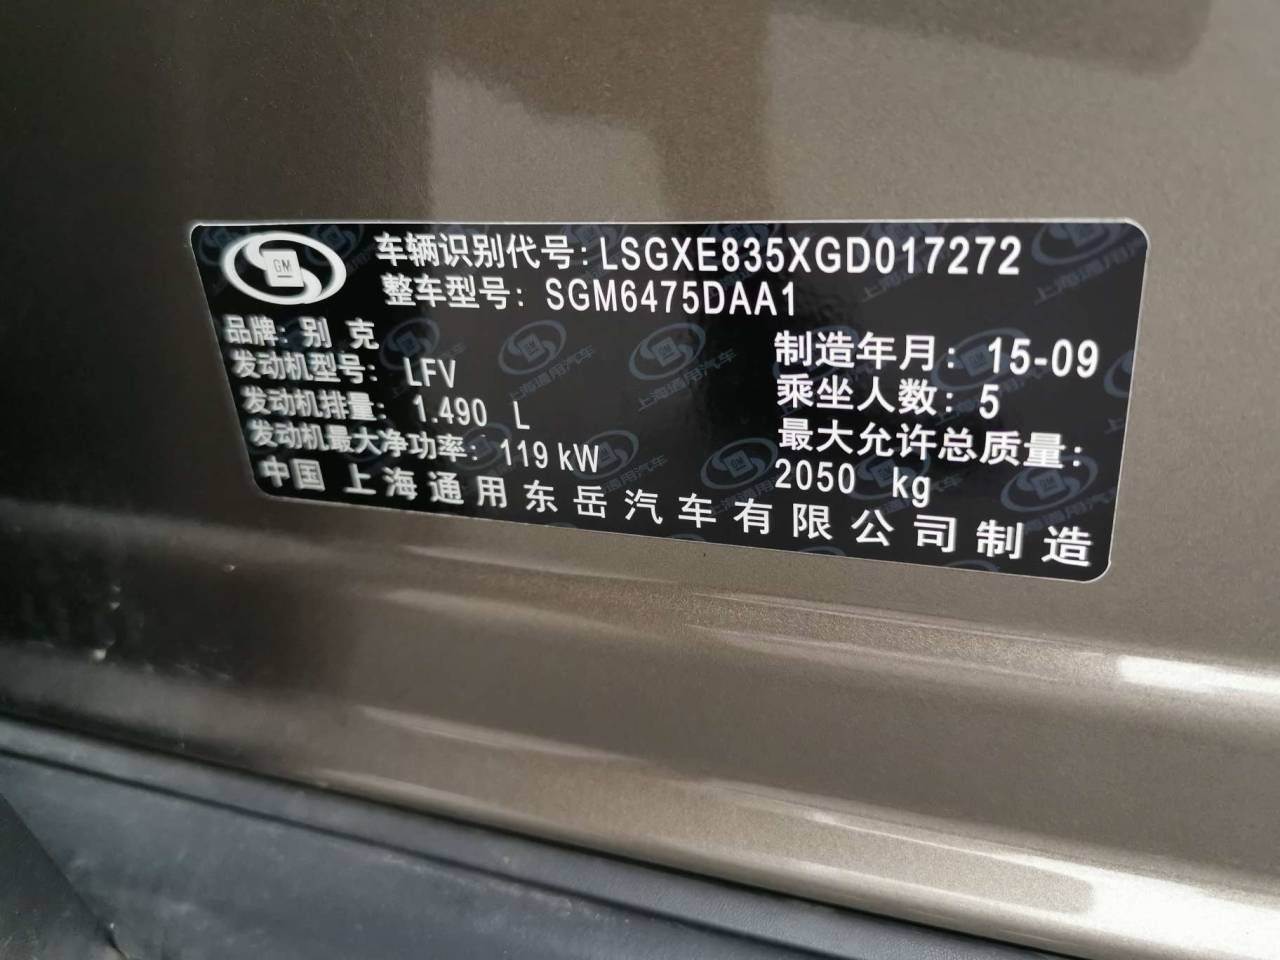 GM
车辆识别代号: LSGXE835XGD017272
整车型号: SGM6475DAA1
品牌: 别 克
发动机型号: LFV
发动机排量: 1.490 L
发动机最大净功率: 119 kW
制造年月: 15-09
乘坐人数: 5
最大允许总质量:
2050 kg
中国 上海通用东岳汽车有限公司制造